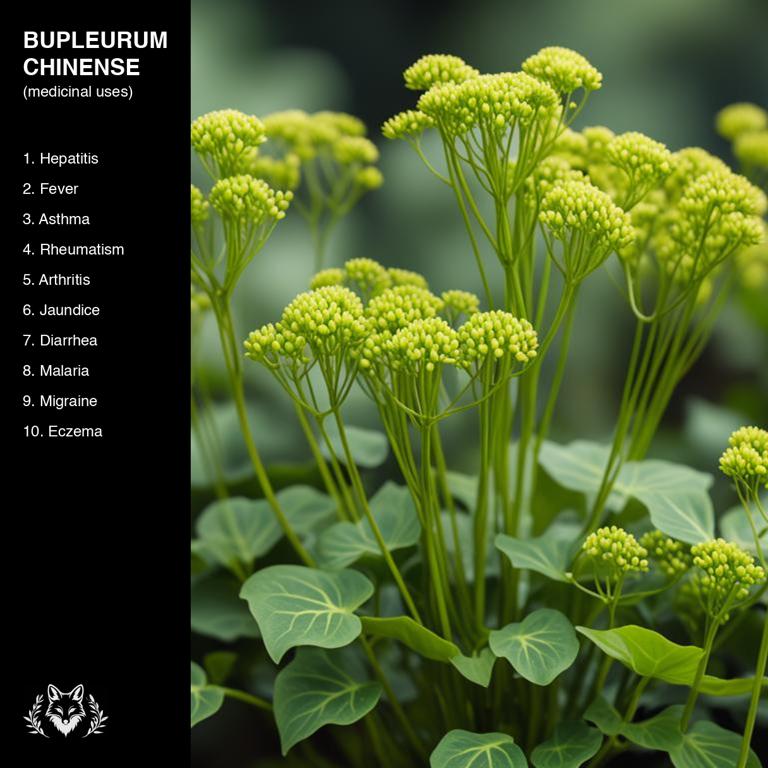 BUPLEURUM
CHINENSE
(medicinal uses)
1. Hepatitis
2. Fever
3. Asthma
4. Rheumatism
5. Arthritis
6. Jaundice
7. Diarrhea
8. Malaria
9. Migraine
10. Eczema